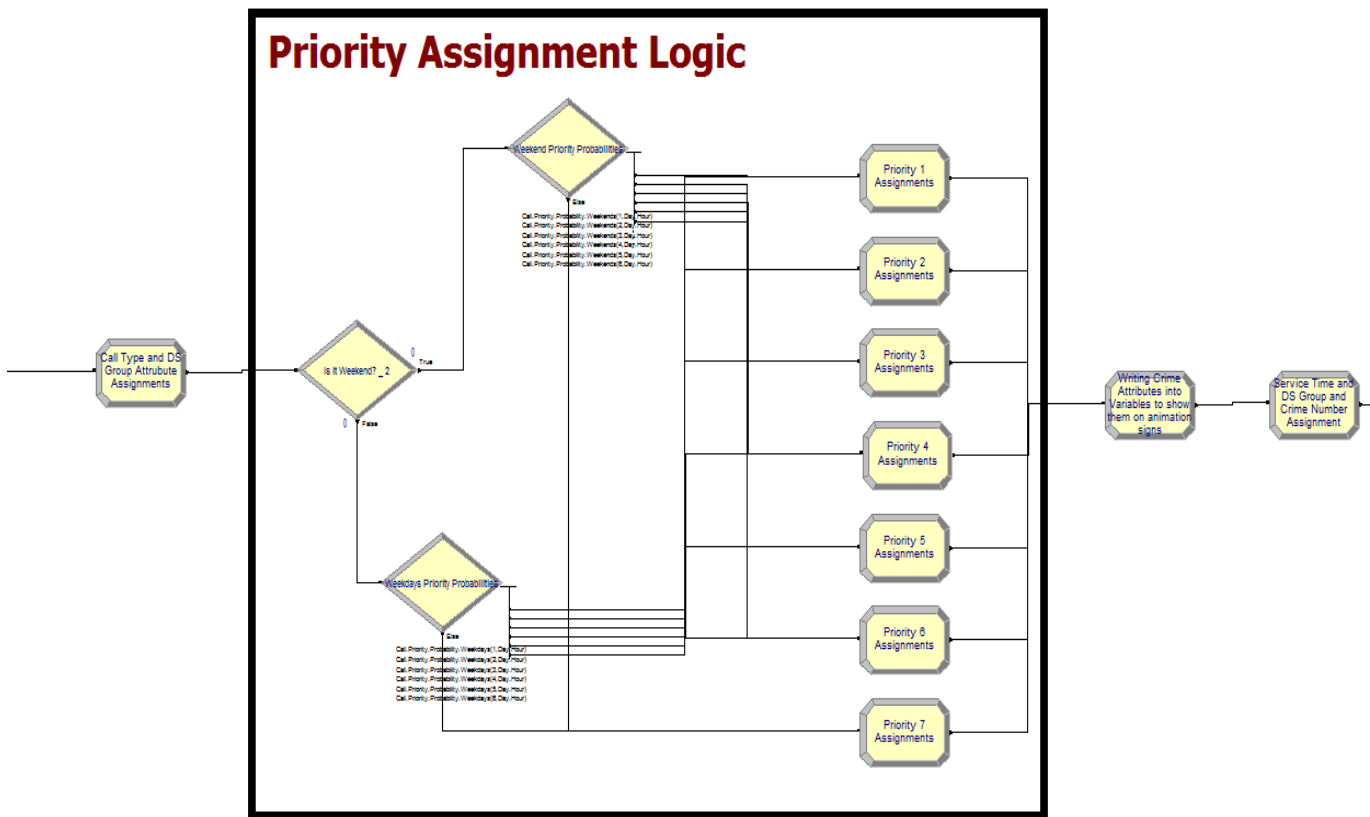 Priority Assignment Logic
Weekend Priority Probabilities
Else
Call.Priority.Probability.Weekends(1,Day.Hour)
Call.Priority.Probability.Weekends(2,Day.Hour)
Call.Priority.Probability.Weekends(3,Day.Hour)
Call.Priority.Probability.Weekends(4,Day.Hour)
Call.Priority.Probability.Weekends(5,Day.Hour)
Call.Priority.Probability.Weekends(6,Day.Hour)
Call Type and DS
Group Attrubute
Assignments
Is It Weekend? _ 2
0
True
0
False
Weekdays Priority Probabilities
Else
Call.Priority.Probability.Weekdays(1,Day.Hour)
Call.Priority.Probability.Weekdays(2,Day.Hour)
Call.Priority.Probability.Weekdays(3,Day.Hour)
Call.Priority.Probability.Weekdays(4,Day.Hour)
Call.Priority.Probability.Weekdays(5,Day.Hour)
Call.Priority.Probability.Weekdays(6,Day.Hour)
Priority 1
Assignments
Priority 2
Assignments
Priority 3
Assignments
Priority 4
Assignments
Priority 5
Assignments
Priority 6
Assignments
Priority 7
Assignments
Writing Crime
Attributes into
Variables to show
them on animation
signs
Service Time and
DS Group and
Crime Number
Assignment